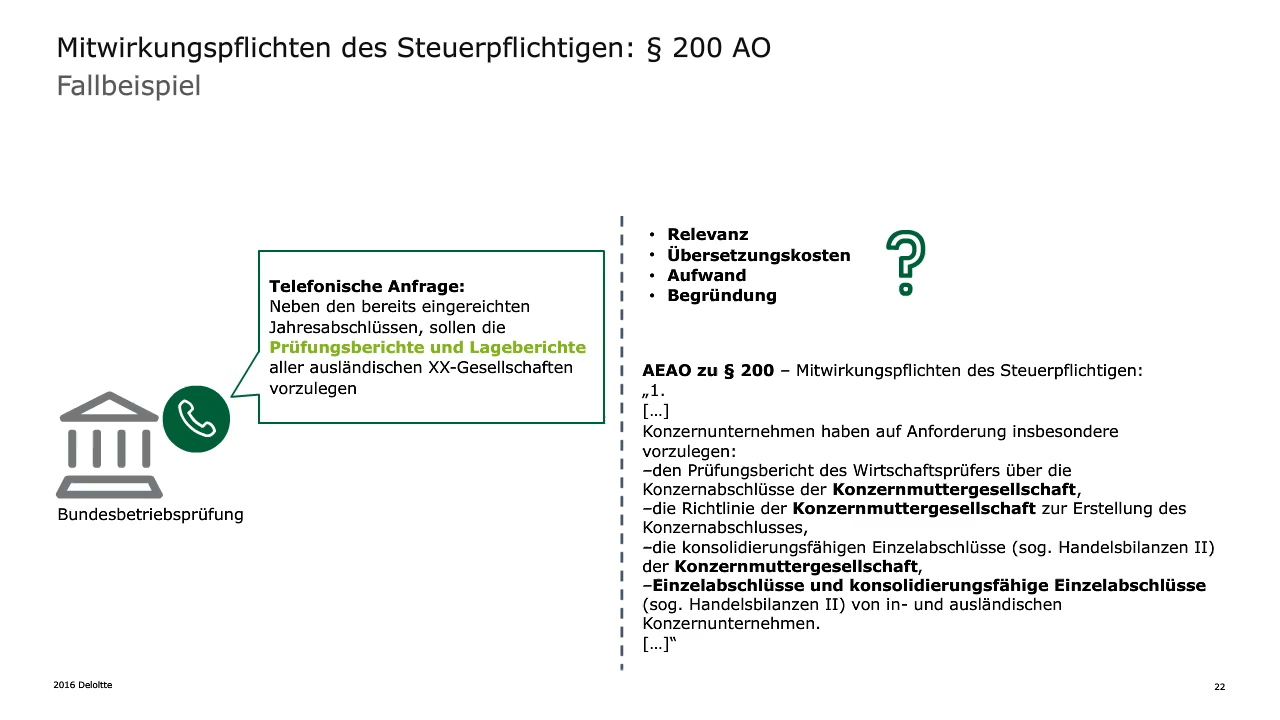 Mitwirkungspflichten des Steuerpflichtigen: § 200 AO
Fallbeispiel
Telefonische Anfrage:
Neben den bereits eingereichten
Jahresabschlüssen, sollen die
Prüfungsberichte und Lageberichte
aller ausländischen XX-Gesellschaften
vorzulegen
Bundesbetriebsprüfung
• Relevanz
• Übersetzungskosten
• Aufwand
• Begründung
AEAO zu § 200 – Mitwirkungspflichten des Steuerpflichtigen:
„1.
[…]
Konzernunternehmen haben auf Anforderung insbesondere
vorzulegen:
–den Prüfungsbericht des Wirtschaftsprüfers über die
Konzernabschlüsse der Konzernmuttergesellschaft,
–die Richtlinie der Konzernmuttergesellschaft zur Erstellung des
Konzernabschlusses,
–die konsolidierungsfähigen Einzelabschlüsse (sog. Handelsbilanzen II)
der Konzernmuttergesellschaft,
–Einzelabschlüsse und konsolidierungsfähige Einzelabschlüsse
(sog. Handelsbilanzen II) von in- und ausländischen
Konzernunternehmen.
[…]“
2016 Deloitte
22